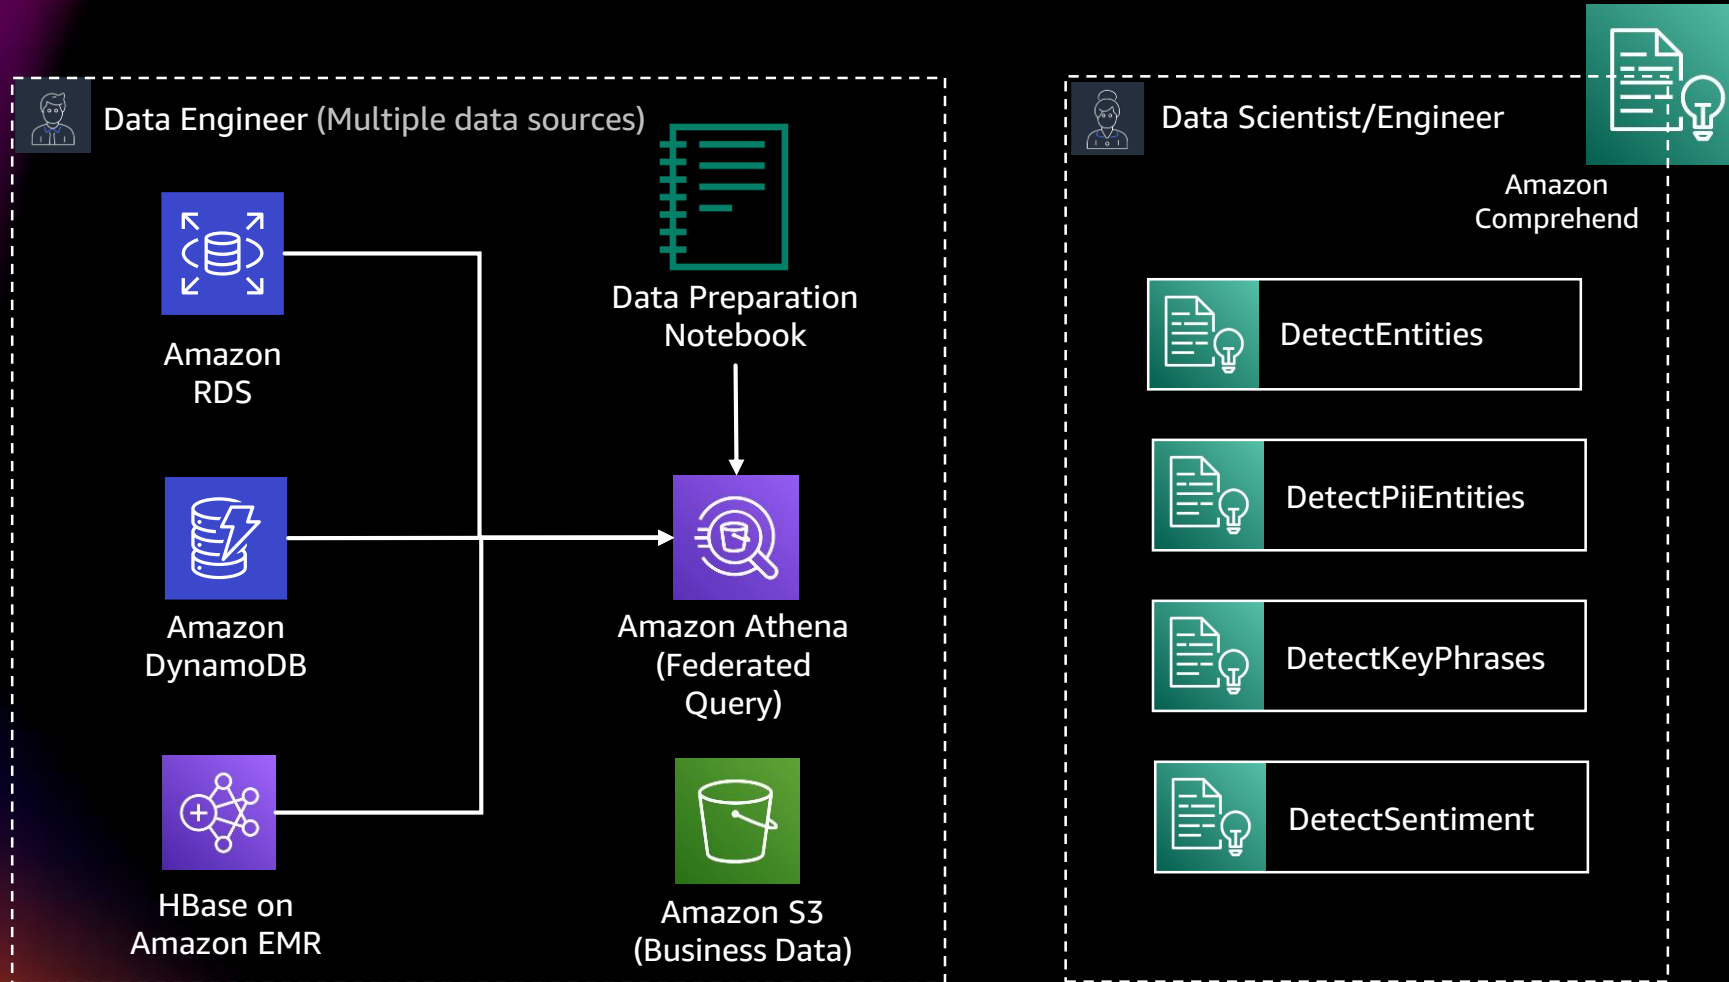 Data Engineer (Multiple data sources)
Amazon
RDS
Data Preparation
Notebook
Amazon
DynamoDB
Amazon Athena
(Federated
Query)
HBase on
Amazon EMR
Amazon S3
(Business Data)
Data Scientist/Engineer
Amazon
Comprehend
DetectEntities
DetectPiiEntities
DetectKeyPhrases
DetectSentiment